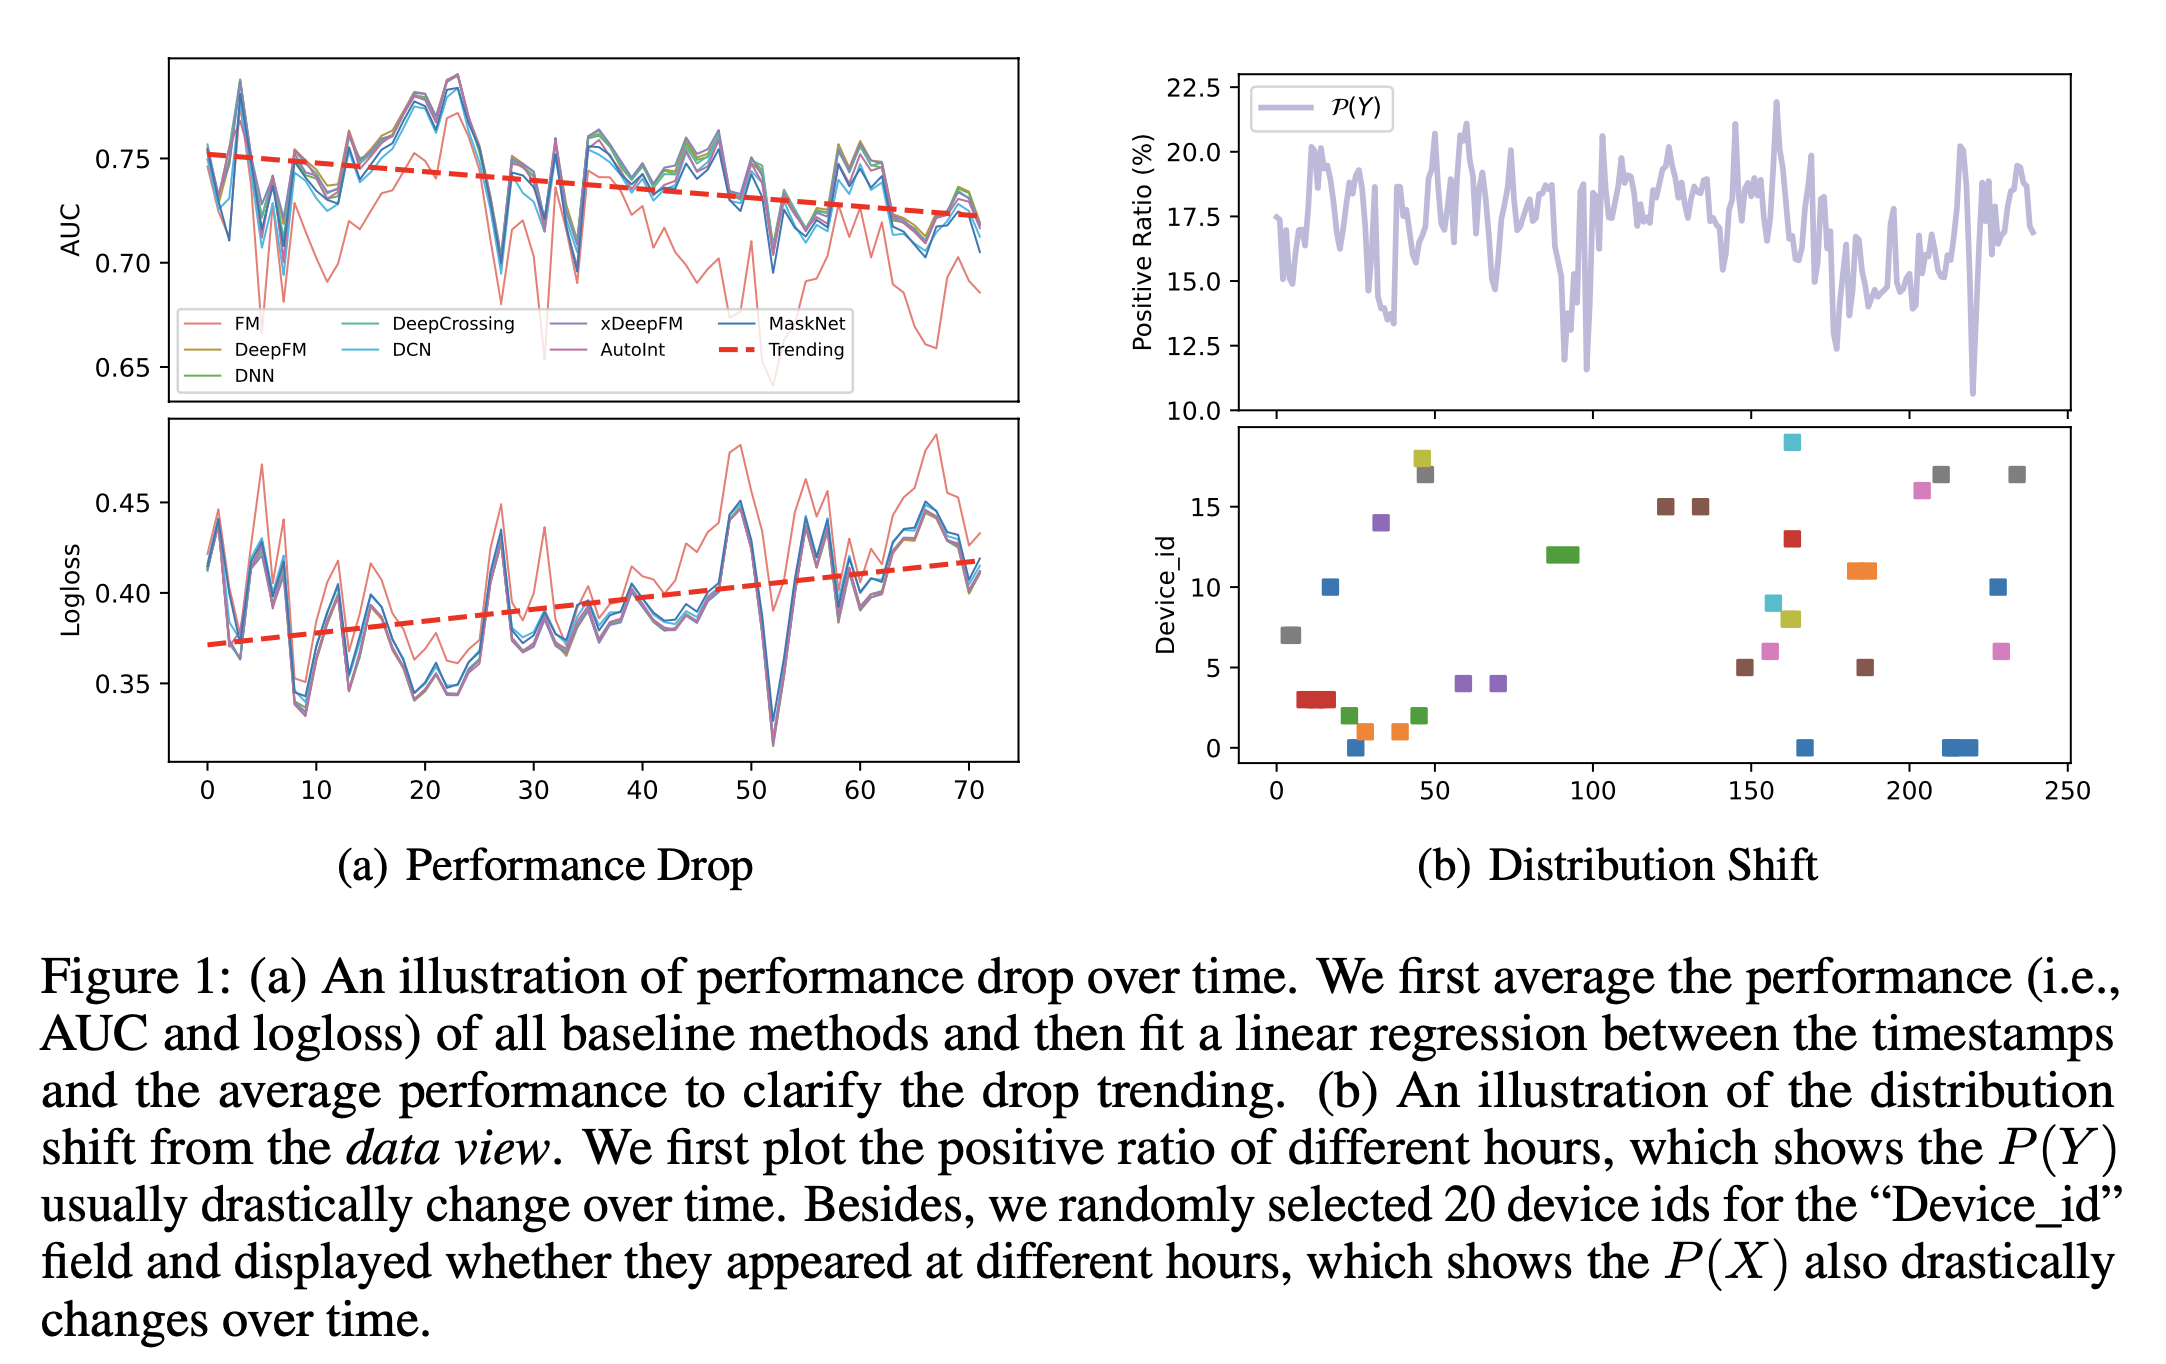 AUC
0.75
0.70
0.65
FM
DeepFM
DNN
DeepCrossing
DCN
xDeepFM
AutoInt
MaskNet
Trending
Logloss
0.45
0.40
0.35
0 10 20 30 40 50 60 70
(a) Performance Drop
Positive Ratio (%)
22.5
20.0
17.5
15.0
12.5
10.0
𝒫(Y)
Device_id
15
10
5
0
0 50 100 150 200 250
(b) Distribution Shift
Figure 1: (a) An illustration of performance drop over time. We first average the performance (i.e.,
AUC and logloss) of all baseline methods and then fit a linear regression between the timestamps
and the average performance to clarify the drop trending. (b) An illustration of the distribution
shift from the data view. We first plot the positive ratio of different hours, which shows the P(Y)
usually drastically change over time. Besides, we randomly selected 20 device ids for the “Device_id”
field and displayed whether they appeared at different hours, which shows the P(X) also drastically
changes over time.